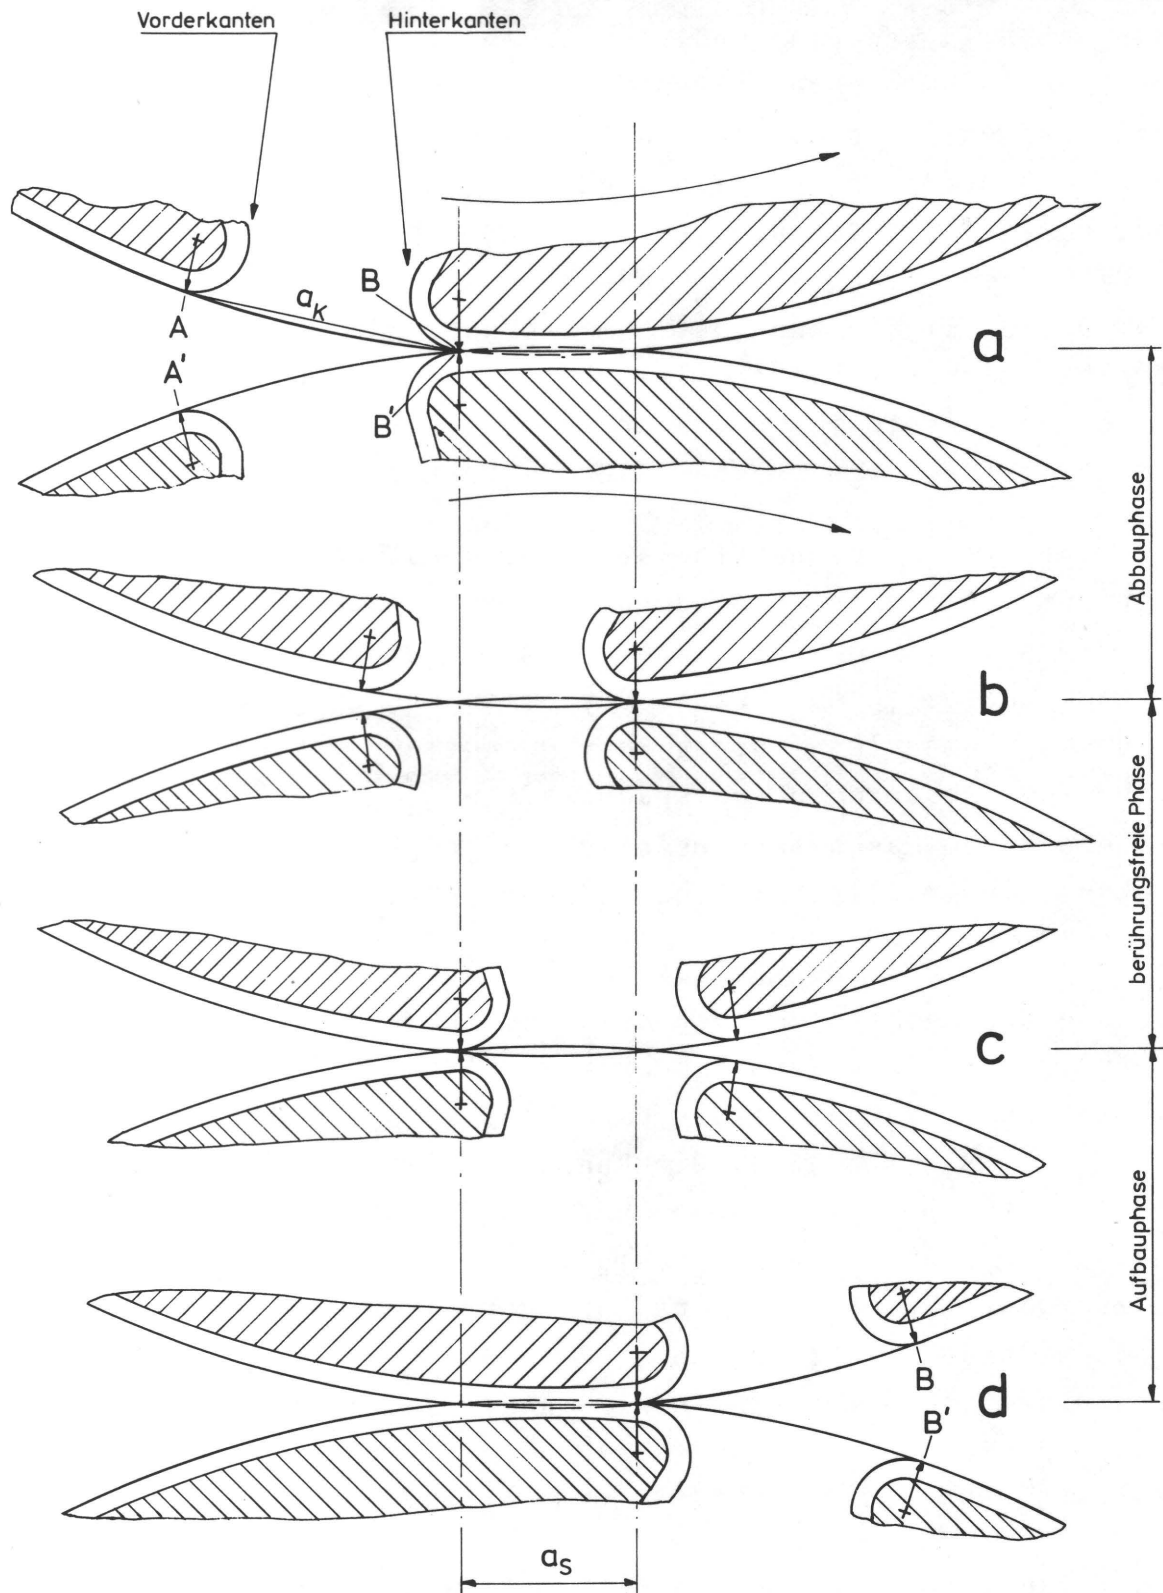 Vorderkanten
Hinterkanten
a_K
B
A
A'
B'
a
Abbauphase
b
berührungsfreie Phase
c
Aufbauphase
B
d
B'
a_S